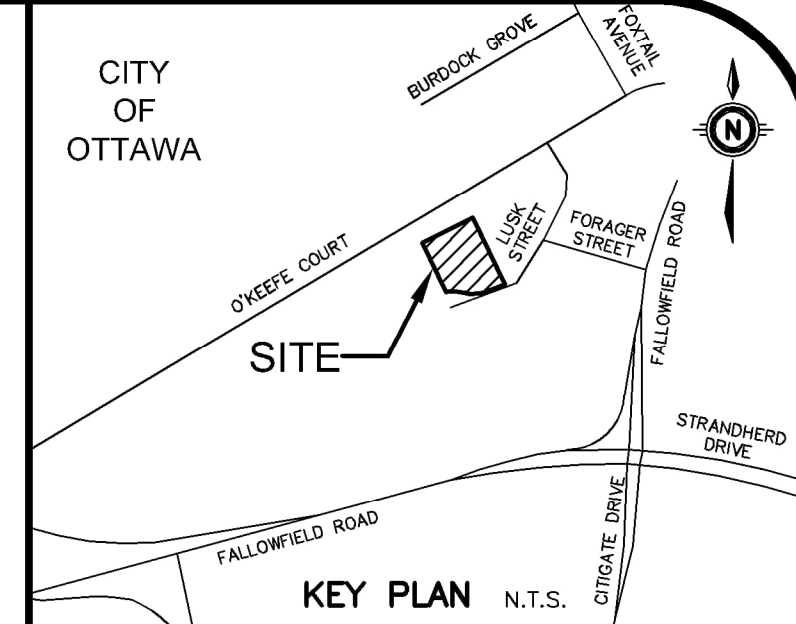 CITY
OF
OTTAWA
BURDOCK GROVE
FOXTAIL
AVENUE
N
LUSK
STREET
FORAGER
STREET
FALLOWFIELD ROAD
O'KEEFE COURT
SITE
STRANDHERD
DRIVE
CITIGATE DRIVE
FALLOWFIELD ROAD
KEY PLAN N.T.S.